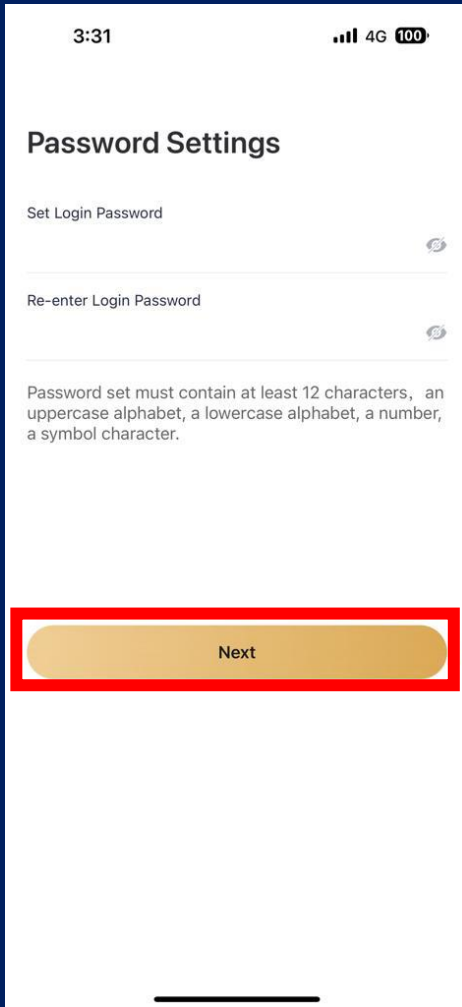 3:31 4G 100
Password Settings
Set Login Password
Re-enter Login Password
Password set must contain at least 12 characters, an
uppercase alphabet, a lowercase alphabet, a number,
a symbol character.
Next